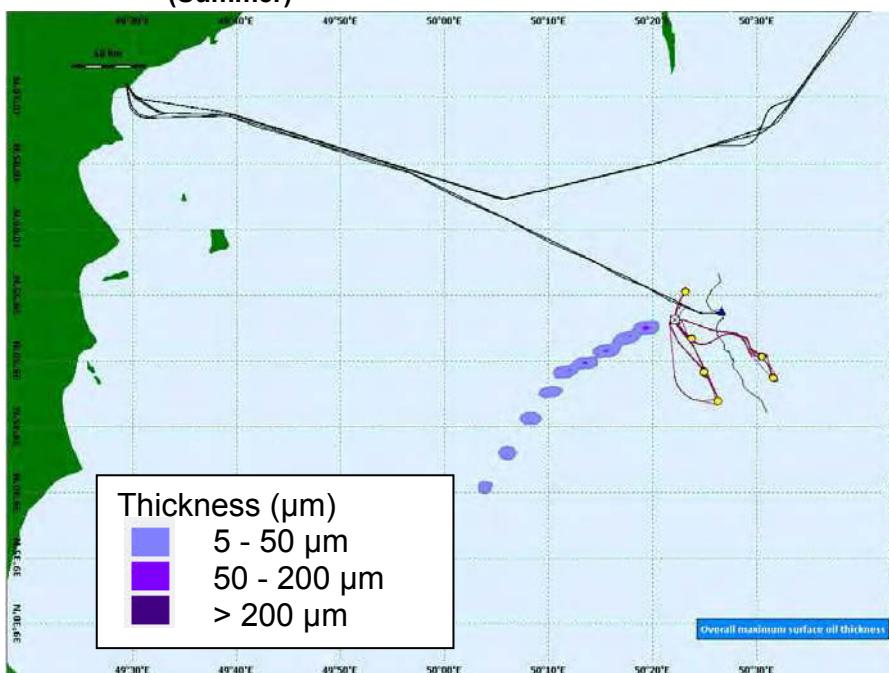 (Summer)
49°30'E 49°40'E 49°50'E 50°00'E 50°10'E 50°20'E 50°30'E
km
Thickness (µm)
5 - 50 µm
50 - 200 µm
> 200 µm
Overall maximum surface oil thickness
49°30'E 49°40'E 49°50'E 50°00'E 50°10'E 50°20'E 50°30'E